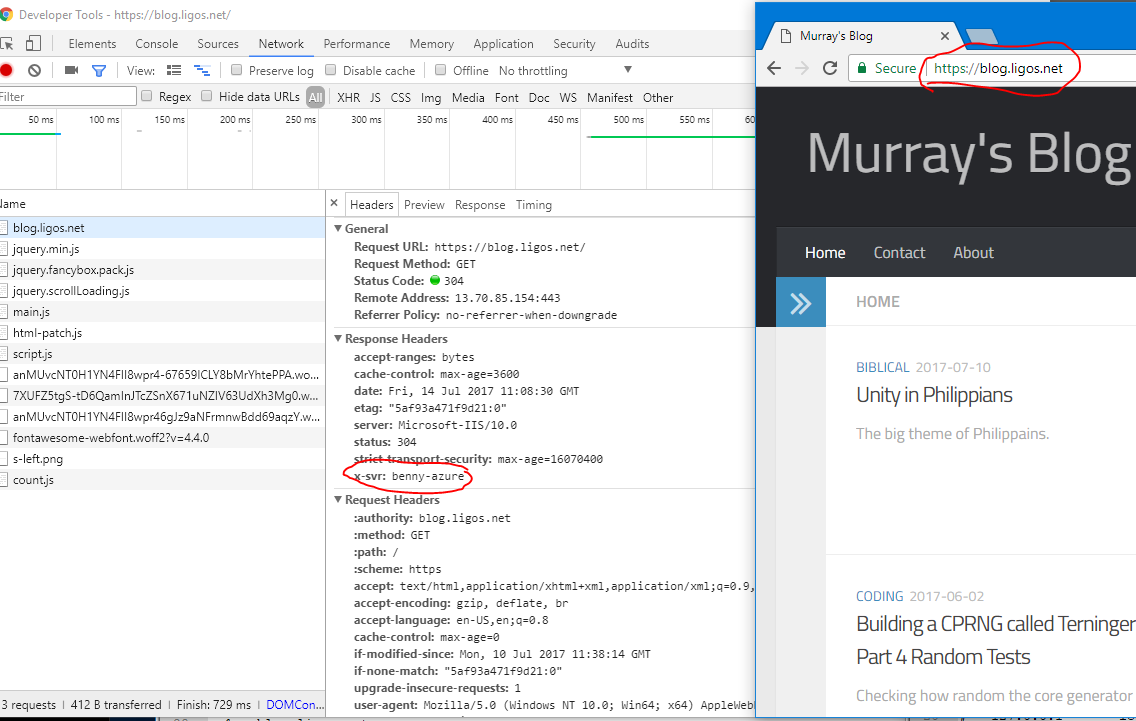 Developer Tools - https://blog.ligos.net/
Elements Console Sources Network Performance Memory Application Security Audits
View: Preserve log Disable cache Offline No throttling
Filter Regex Hide data URLs All XHR JS CSS Img Media Font Doc WS Manifest Other
50 ms 100 ms 150 ms 200 ms 250 ms 300 ms 350 ms 400 ms 450 ms 500 ms 550 ms 60
Name
blog.ligos.net
jquery.min.js
jquery.fancybox.pack.js
jquery.scrollLoading.js
main.js
html-patch.js
script.js
anMUvcNT0H1YN4FII8wpr4-67659ICLY8bMrYhtePPA.wo...
7XUFZ5tgS-tD6QamInJTcZSnX671uNZIV63UdXh3Mg0.w...
anMUvcNT0H1YN4FII8wpr46gJz9aNFrmnwBdd69aqzY.w...
fontawesome-webfont.woff2?v=4.4.0
s-left.png
count.js
3 requests | 412 B transferred | Finish: 729 ms | DOMCon...
Headers Preview Response Timing
General
Request URL: https://blog.ligos.net/
Request Method: GET
Status Code: 304
Remote Address: 13.70.85.154:443
Referrer Policy: no-referrer-when-downgrade
Response Headers
accept-ranges: bytes
cache-control: max-age=3600
date: Fri, 14 Jul 2017 11:08:30 GMT
etag: "5af93a471f9d21:0"
server: Microsoft-IIS/10.0
status: 304
strict-transport-security: max-age=16070400
x-svr: benny-azure
Request Headers
:authority: blog.ligos.net
:method: GET
:path: /
:scheme: https
accept: text/html,application/xhtml+xml,application/xml;q=0.9,
accept-encoding: gzip, deflate, br
accept-language: en-US,en;q=0.8
cache-control: max-age=0
if-modified-since: Mon, 10 Jul 2017 11:38:14 GMT
if-none-match: "5af93a471f9d21:0"
upgrade-insecure-requests: 1
user-agent: Mozilla/5.0 (Windows NT 10.0; Win64; x64) AppleWeb
Murray's Blog
Secure | https://blog.ligos.net
Murray's Blog
Home Contact About
HOME
BIBLICAL 2017-07-10
Unity in Philippians
The big theme of Philippains.
CODING 2017-06-02
Building a CPRNG called Terninger
Part 4 Random Tests
Checking how random the core generator